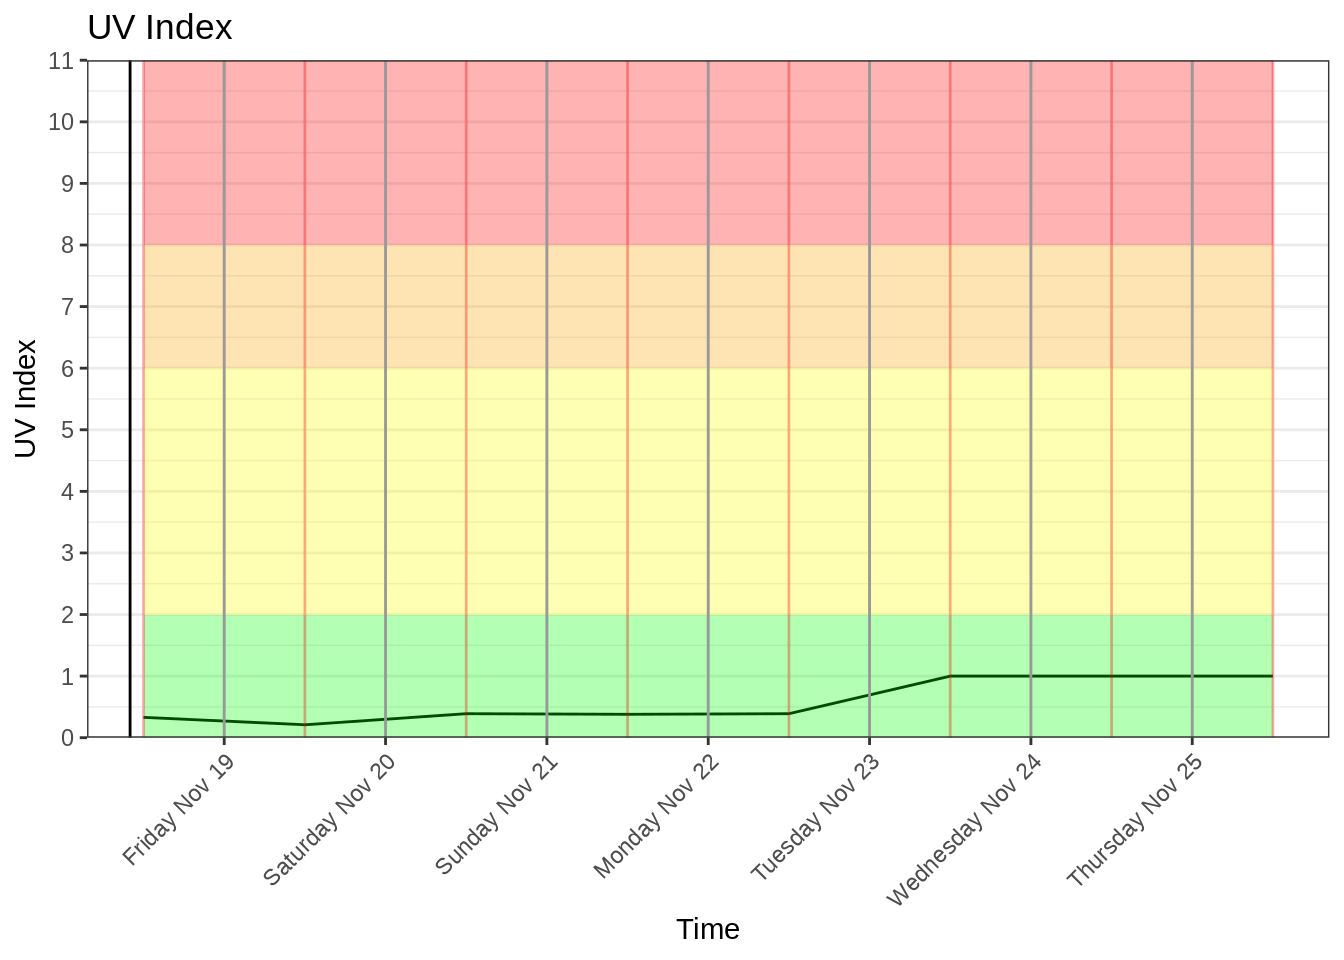 UV Index
11
10
9
8
7
6
5
4
3
2
1
0
UV Index
Friday Nov 19
Saturday Nov 20
Sunday Nov 21
Monday Nov 22
Tuesday Nov 23
Wednesday Nov 24
Thursday Nov 25
Time